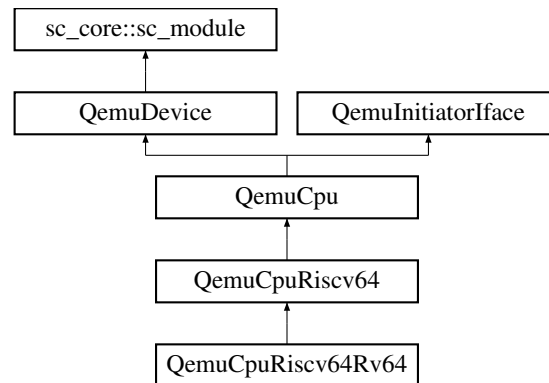 sc_core::sc_module
QemuDevice
QemuInitiatorIface
QemuCpu
QemuCpuRiscv64
QemuCpuRiscv64Rv64